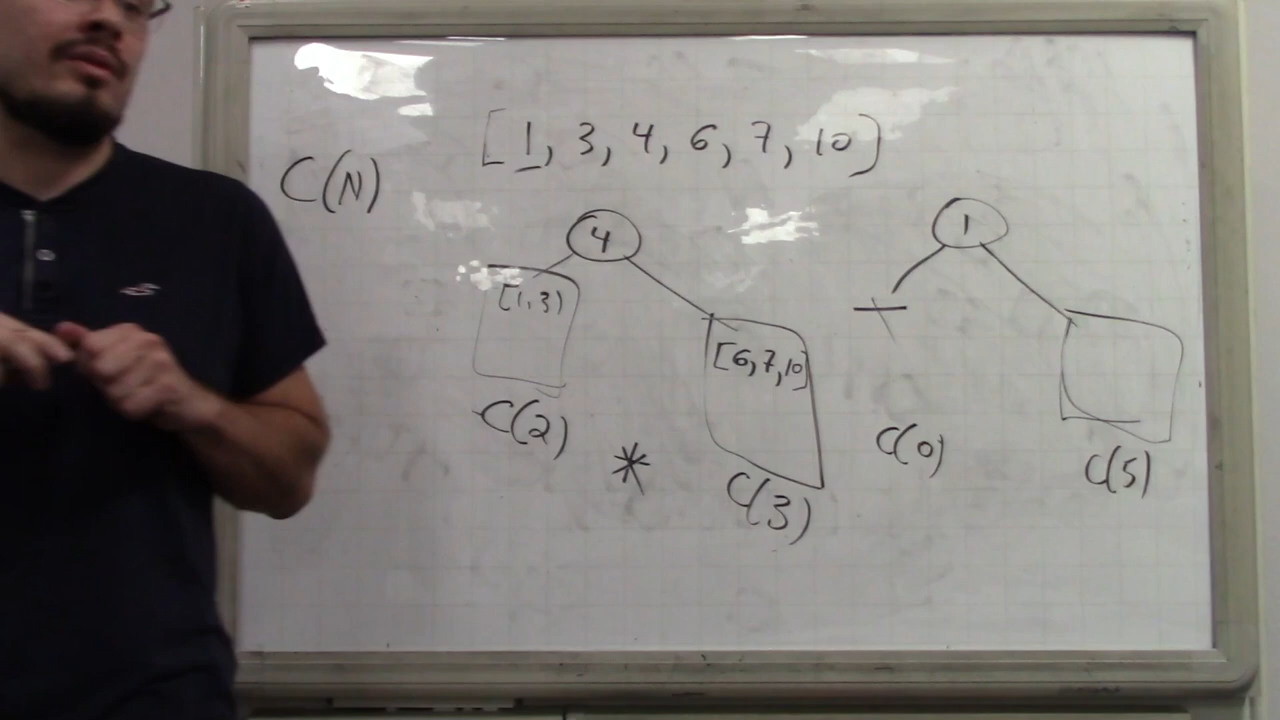 [1, 3, 4, 6, 7, 10]
C(N)
4
1
[1,3)
[6,7,10]
C(2)
*
C(3)
C(0)
C(5)